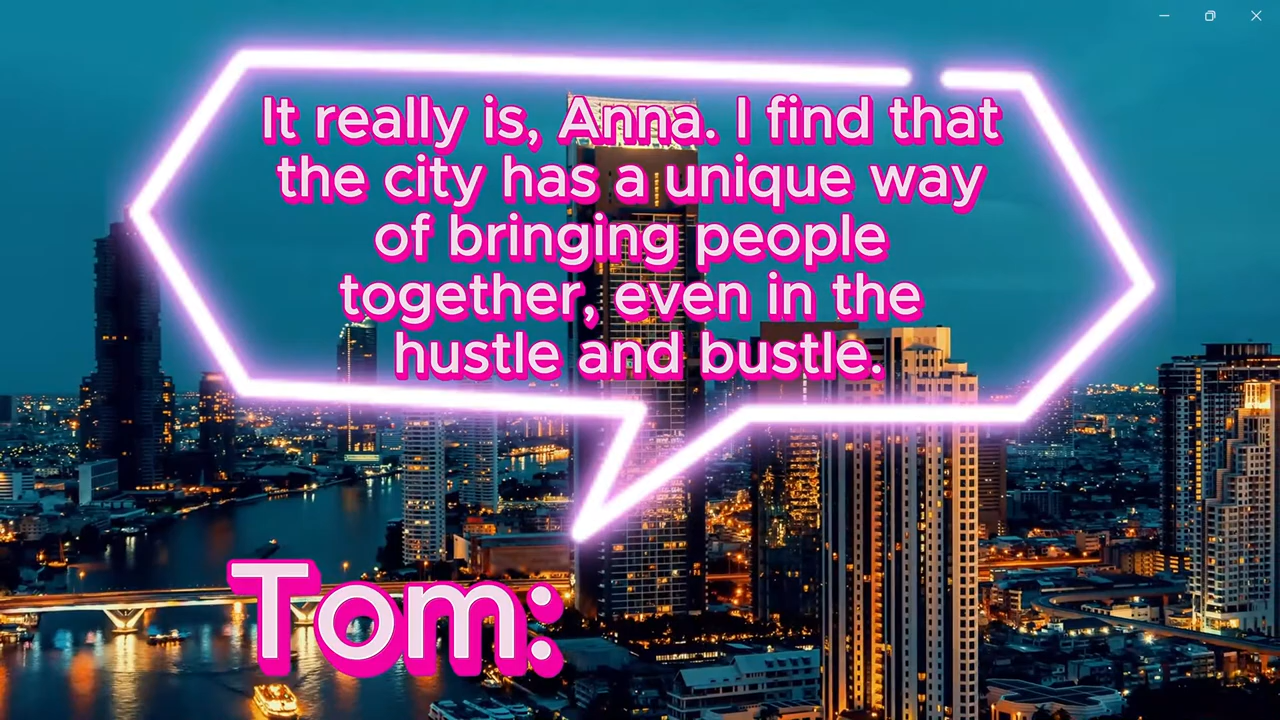 It really is, Anna. I find that
the city has a unique way
of bringing people
together, even in the
hustle and bustle.
Tom: